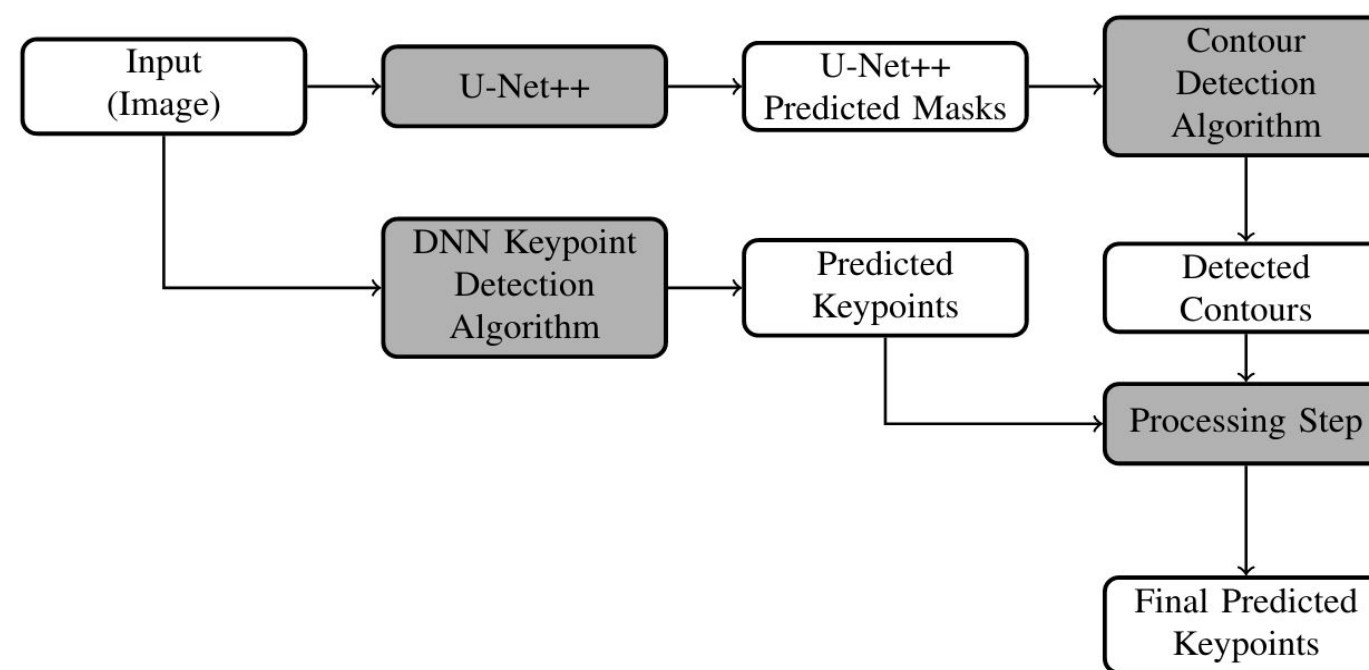 Input
(Image)
U-Net++
U-Net++
Predicted Masks
Contour
Detection
Algorithm
DNN Keypoint
Detection
Algorithm
Predicted
Keypoints
Detected
Contours
Processing Step
Final Predicted
Keypoints